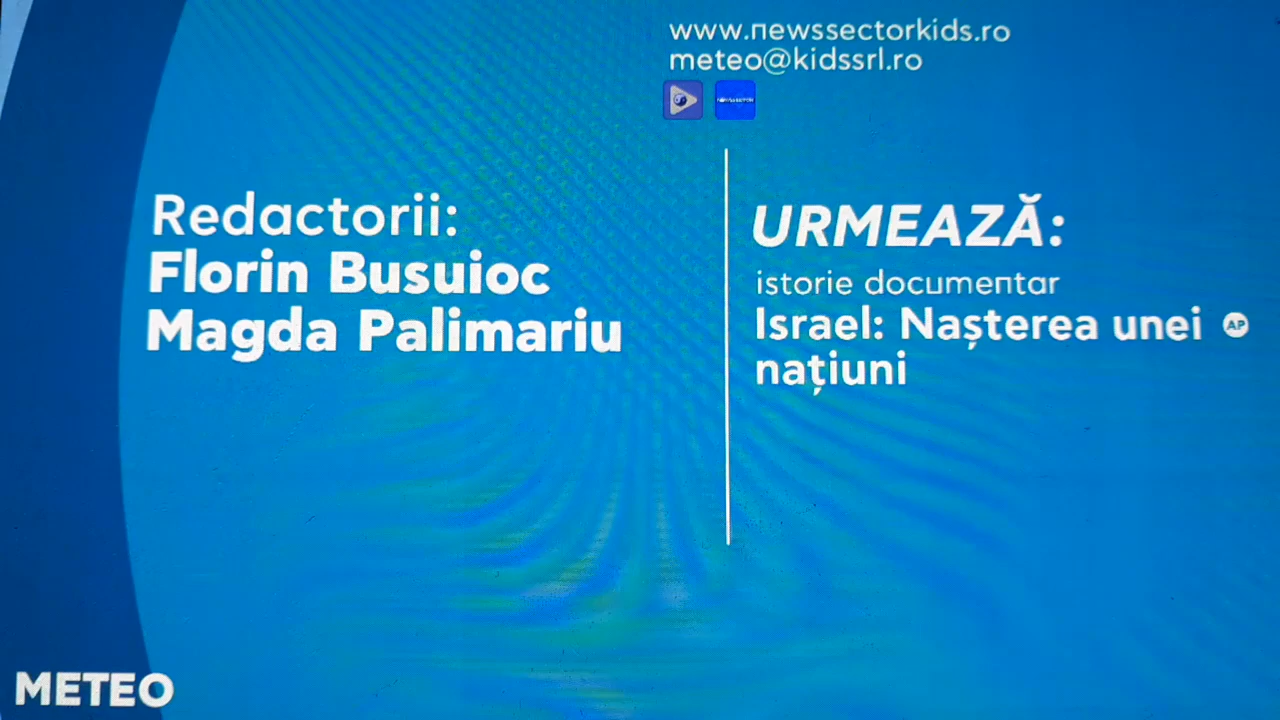 www.newssectorkids.ro
meteo@kidssrl.ro
Redactorii:
Florin Busuioc
Magda Palimariu
URMEAZĂ:
istorie documentar
Israel: Nașterea unei AP
națiuni
METEO